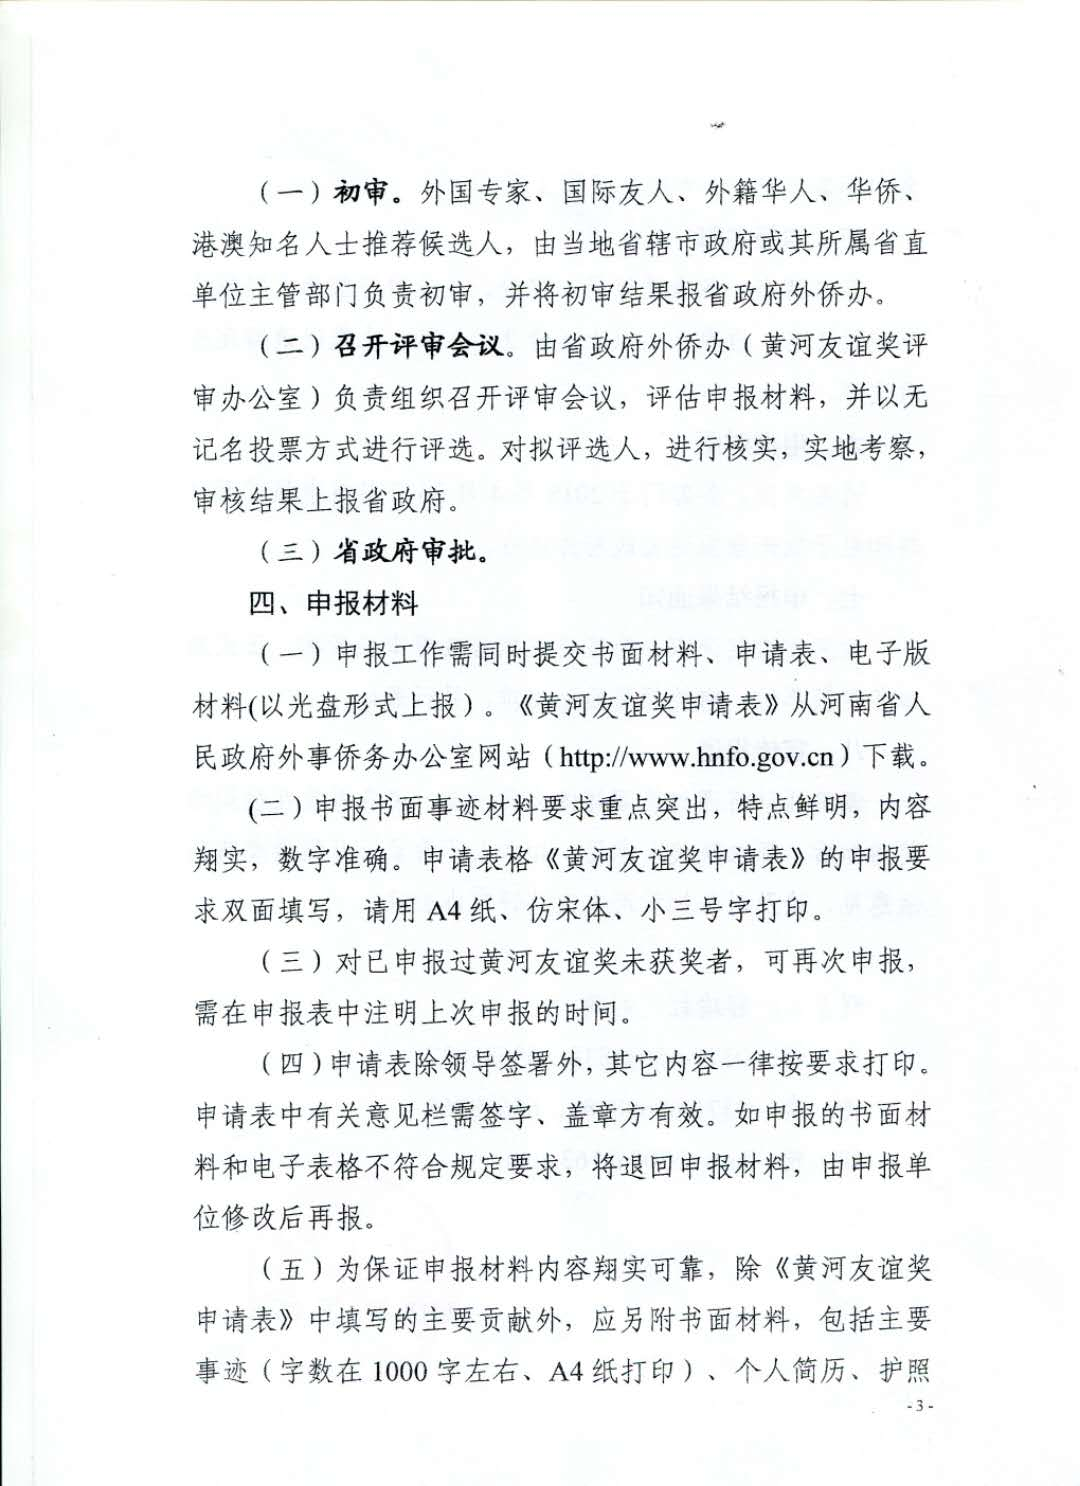 （一）初审。外国专家、国际友人、外籍华人、华侨、
港澳知名人士推荐候选人，由当地省辖市政府或其所属省直
单位主管部门负责初审，并将初审结果报省政府外侨办。
（二）召开评审会议。由省政府外侨办（黄河友谊奖评
审办公室）负责组织召开评审会议，评估申报材料，并以无
记名投票方式进行评选。对拟评选人，进行核实，实地考察，
审核结果上报省政府。
（三）省政府审批。
四、申报材料
（一）申报工作需同时提交书面材料、申请表、电子版
材料(以光盘形式上报）。《黄河友谊奖申请表》从河南省人
民政府外事侨务办公室网站（http://www.hnfo.gov.cn）下载。
(二）申报书面事迹材料要求重点突出，特点鲜明，内容
翔实，数字准确。申请表格《黄河友谊奖申请表》的申报要
求双面填写，请用 A4 纸、仿宋体、小三号字打印。
（三）对已申报过黄河友谊奖未获奖者，可再次申报，
需在申报表中注明上次申报的时间。
（四）申请表除领导签署外，其它内容一律按要求打印。
申请表中有关意见栏需签字、盖章方有效。如申报的书面材
料和电子表格不符合规定要求，将退回申报材料，由申报单
位修改后再报。
（五）为保证申报材料内容翔实可靠，除《黄河友谊奖
申请表》中填写的主要贡献外，应另附书面材料，包括主要
事迹（字数在 1000 字左右、A4 纸打印）、个人简历、护照
- 3 -